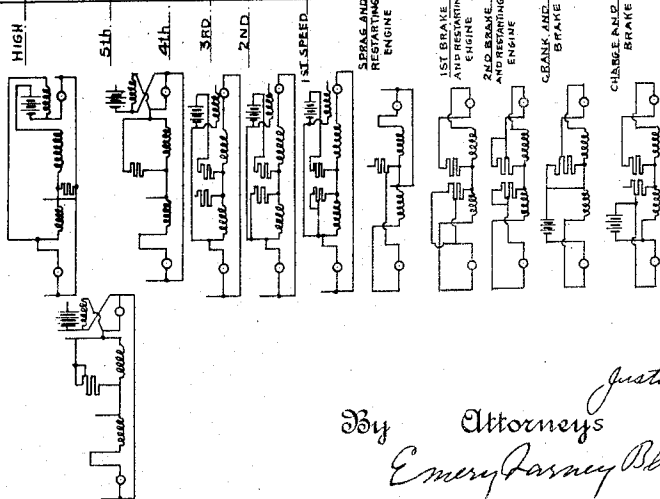 HIGH
5th
4th
3RD
2ND
1ST SPEED
SPRAG AND
RESTARTING
ENGINE
1ST BRAKE
AND RESTARTING
ENGINE
2ND BRAKE
AND RESTARTING
ENGINE
CRANK AND
BRAKE
CHARGE AND
BRAKE
By Attorneys
Emery